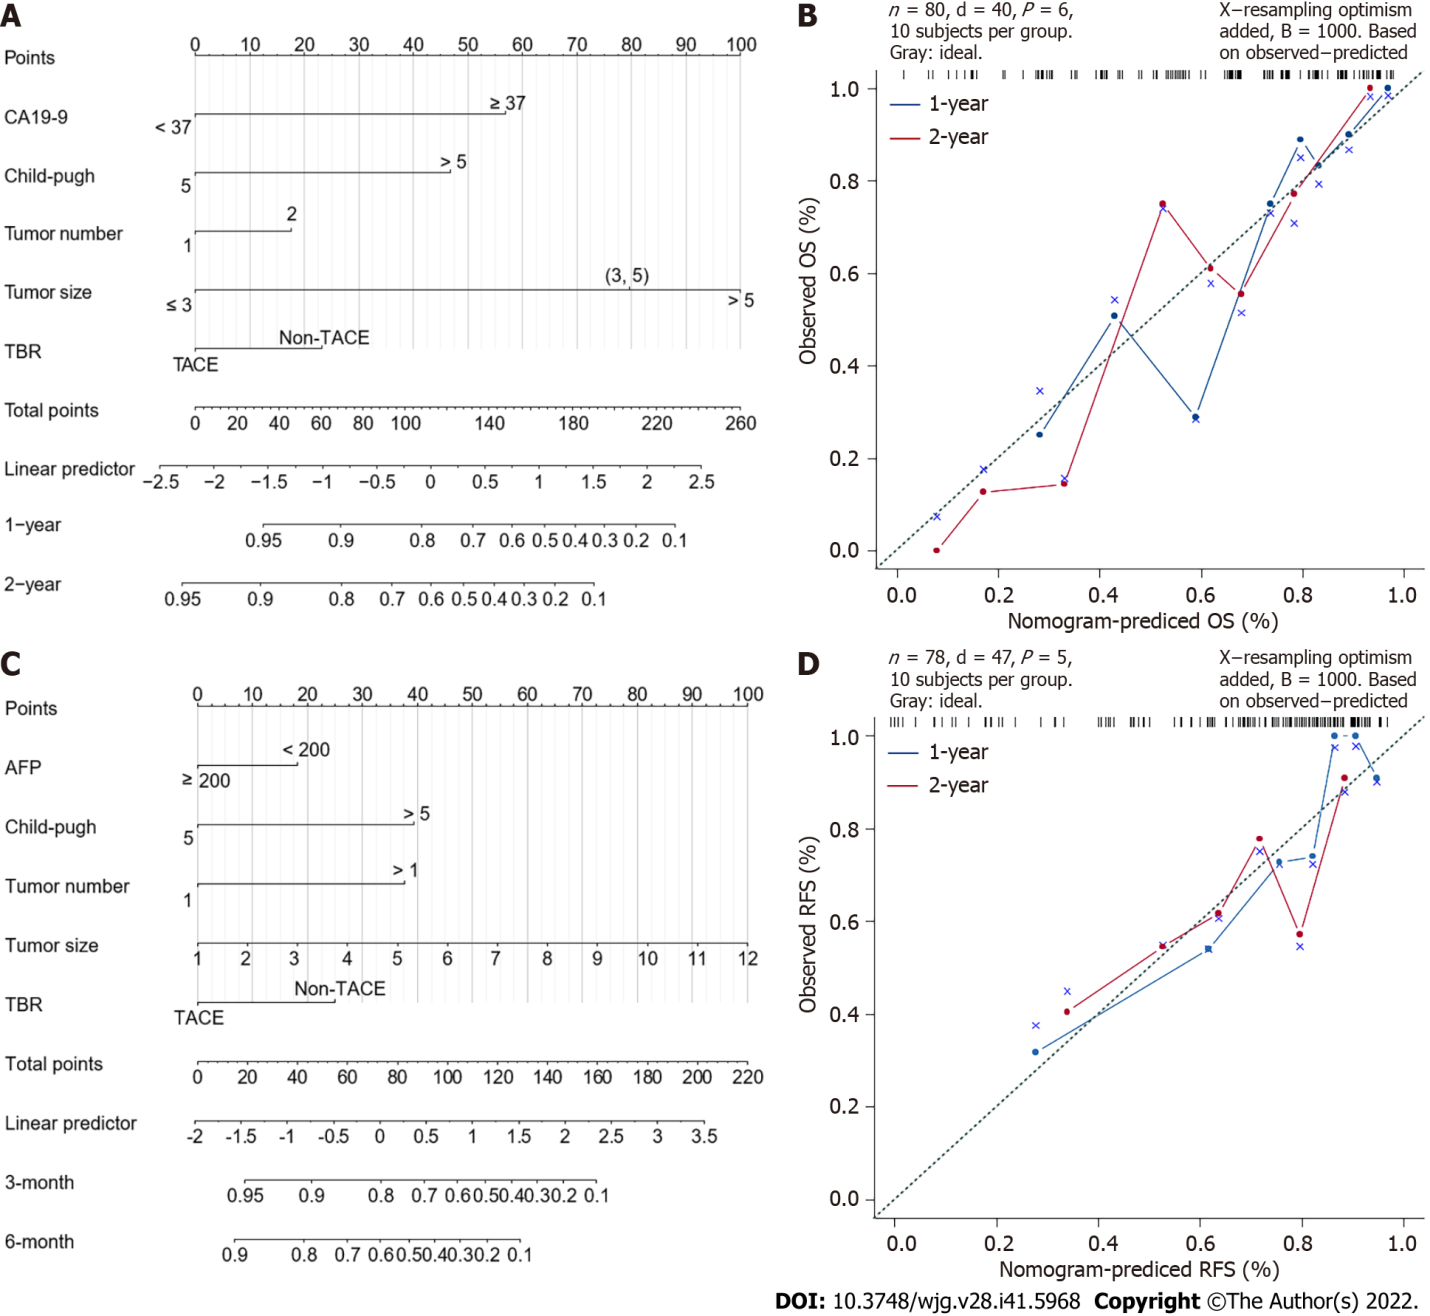 A
Points
0 10 20 30 40 50 60 70 80 90 100
CA19-9
< 37
≥ 37
Child-pugh
5
> 5
Tumor number
1
2
Tumor size
≤ 3
(3, 5)
> 5
TBR
TACE
Non-TACE
Total points
0 20 40 60 80 100 140 180 220 260
Linear predictor
−2.5 −2 −1.5 −1 −0.5 0 0.5 1 1.5 2 2.5
1−year
0.95 0.9 0.8 0.7 0.6 0.5 0.4 0.3 0.2 0.1
2−year
0.95 0.9 0.8 0.7 0.6 0.5 0.4 0.3 0.2 0.1
B
n = 80, d = 40, P = 6,
10 subjects per group.
Gray: ideal.
X−resampling optimism
added, B = 1000. Based
on observed−predicted
1-year
2-year
Observed OS (%)
1.0
0.8
0.6
0.4
0.2
0.0
0.0 0.2 0.4 0.6 0.8 1.0
Nomogram-prediced OS (%)
C
Points
0 10 20 30 40 50 60 70 80 90 100
AFP
≥ 200
< 200
Child-pugh
5
> 5
Tumor number
1
> 1
Tumor size
1 2 3 4 5 6 7 8 9 10 11 12
TBR
TACE
Non-TACE
Total points
0 20 40 60 80 100 120 140 160 180 200 220
Linear predictor
-2 -1.5 -1 -0.5 0 0.5 1 1.5 2 2.5 3 3.5
3-month
0.95 0.9 0.8 0.7 0.6 0.5 0.4 0.3 0.2 0.1
6-month
0.9 0.8 0.7 0.6 0.5 0.4 0.3 0.2 0.1
D
n = 78, d = 47, P = 5,
10 subjects per group.
Gray: ideal.
X−resampling optimism
added, B = 1000. Based
on observed−predicted
1-year
2-year
Observed RFS (%)
1.0
0.8
0.6
0.4
0.2
0.0
0.0 0.2 0.4 0.6 0.8 1.0
Nomogram-prediced RFS (%)
DOI: 10.3748/wjg.v28.i41.5968 Copyright ©The Author(s) 2022.